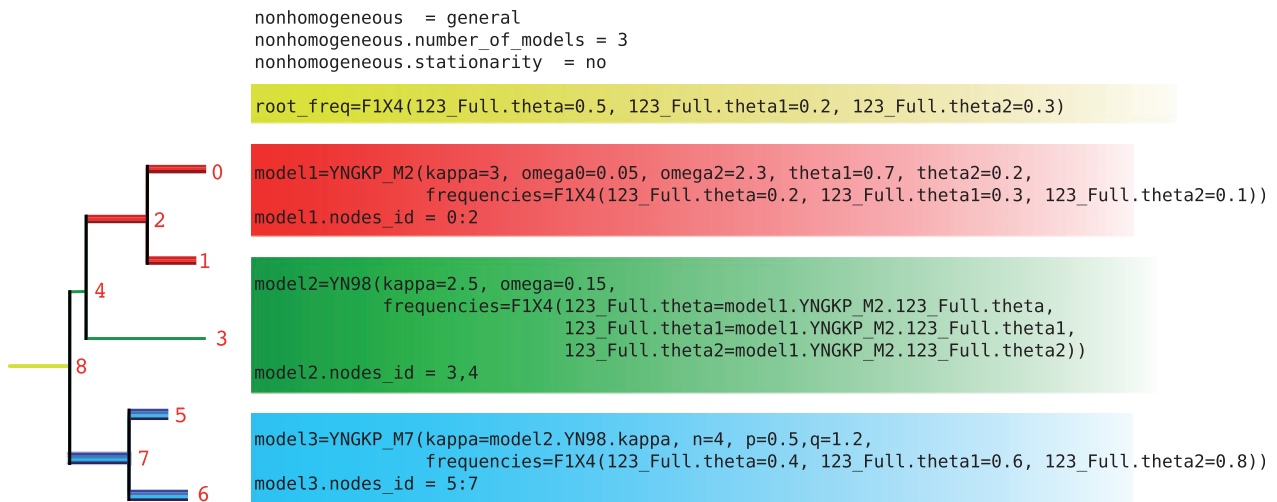 nonhomogeneous  = general
nonhomogeneous.number_of_models = 3
nonhomogeneous.stationarity  = no
root_freq=F1X4(123_Full.theta=0.5, 123_Full.theta1=0.2, 123_Full.theta2=0.3)
0
2
1
4
3
8
5
7
6
model1=YNGKP_M2(kappa=3, omega0=0.05, omega2=2.3, theta1=0.7, theta2=0.2,
frequencies=F1X4(123_Full.theta=0.2, 123_Full.theta1=0.3, 123_Full.theta2=0.1))
model1.nodes_id = 0:2
model2=YN98(kappa=2.5, omega=0.15,
frequencies=F1X4(123_Full.theta=model1.YNGKP_M2.123_Full.theta,
123_Full.theta1=model1.YNGKP_M2.123_Full.theta1,
123_Full.theta2=model1.YNGKP_M2.123_Full.theta2))
model2.nodes_id = 3,4
model3=YNGKP_M7(kappa=model2.YN98.kappa, n=4, p=0.5,q=1.2,
frequencies=F1X4(123_Full.theta=0.4, 123_Full.theta1=0.6, 123_Full.theta2=0.8))
model3.nodes_id = 5:7